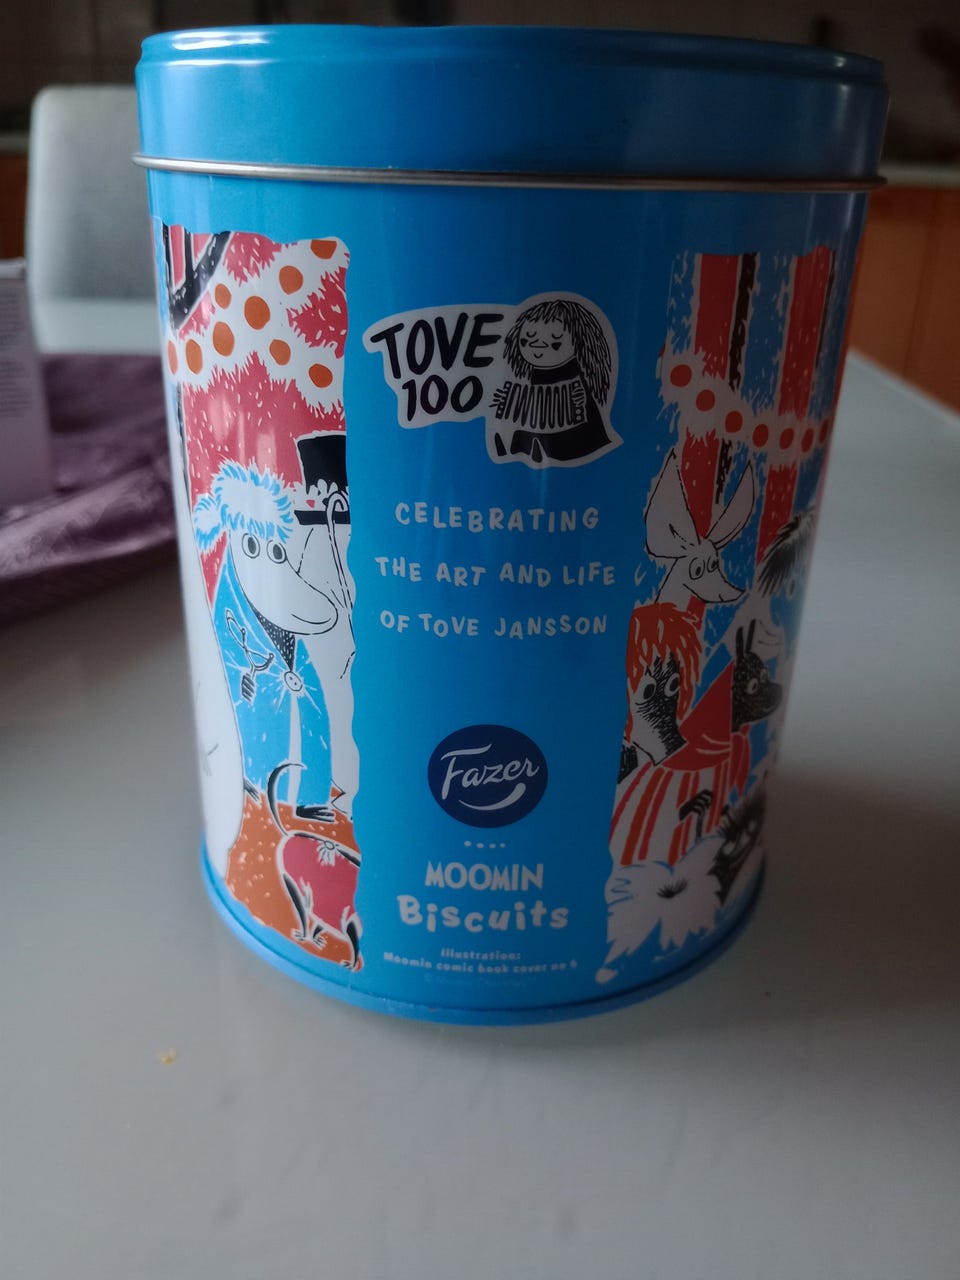 TOVE
100
CELEBRATING
THE ART AND LIFE
OF TOVE JANSSON
Fazer
MOOMIN
Biscuits
Illustration:
Moomin comic book cover no 6